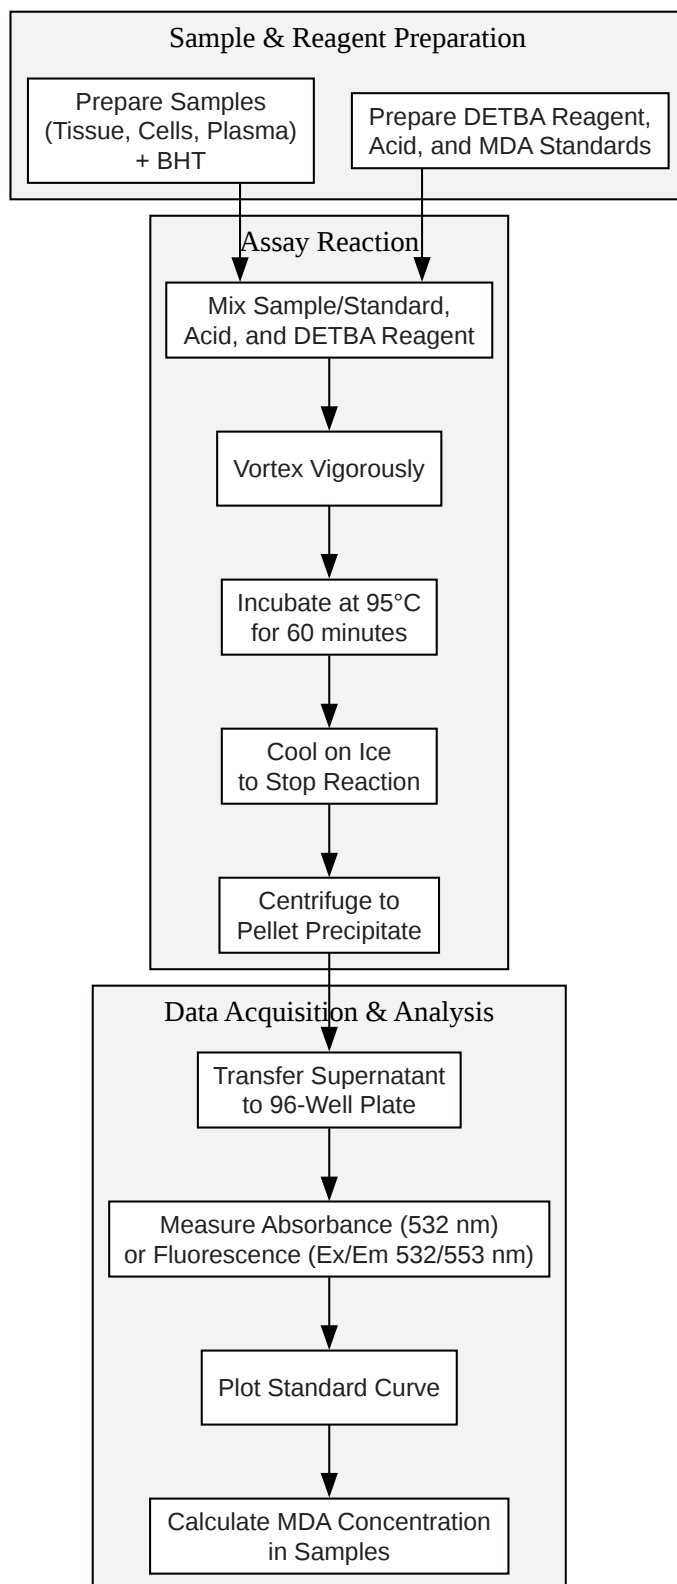 Sample & Reagent Preparation
Prepare Samples
(Tissue, Cells, Plasma)
+ BHT
Prepare DETBA Reagent,
Acid, and MDA Standards
Assay Reaction
Mix Sample/Standard,
Acid, and DETBA Reagent
Vortex Vigorously
Incubate at 95°C
for 60 minutes
Cool on Ice
to Stop Reaction
Centrifuge to
Pellet Precipitate
Data Acquisition & Analysis
Transfer Supernatant
to 96-Well Plate
Measure Absorbance (532 nm)
or Fluorescence (Ex/Em 532/553 nm)
Plot Standard Curve
Calculate MDA Concentration
in Samples